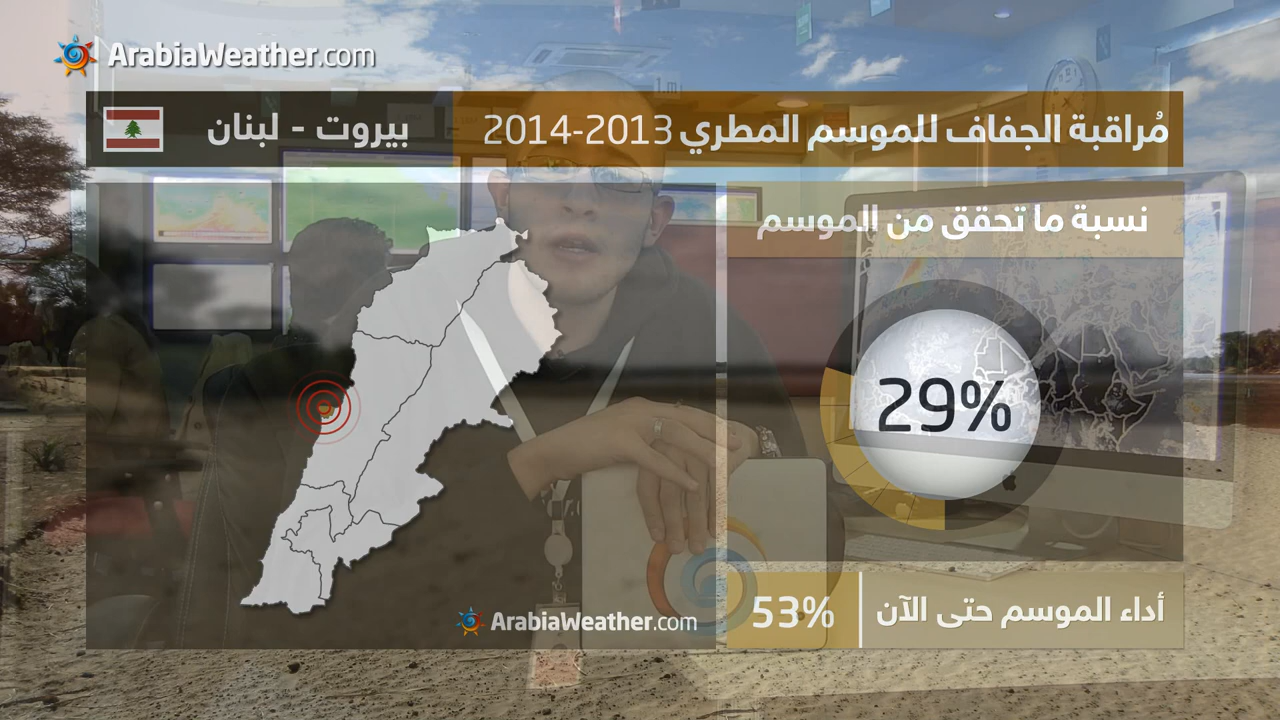 ArabiaWeather.com
مُراقبة الجفاف للموسم المطري 2013-2014
بيروت - لبنان
نسبة ما تحقق من الموسم
29%
أداء الموسم حتى الآن
53%
ArabiaWeather.com